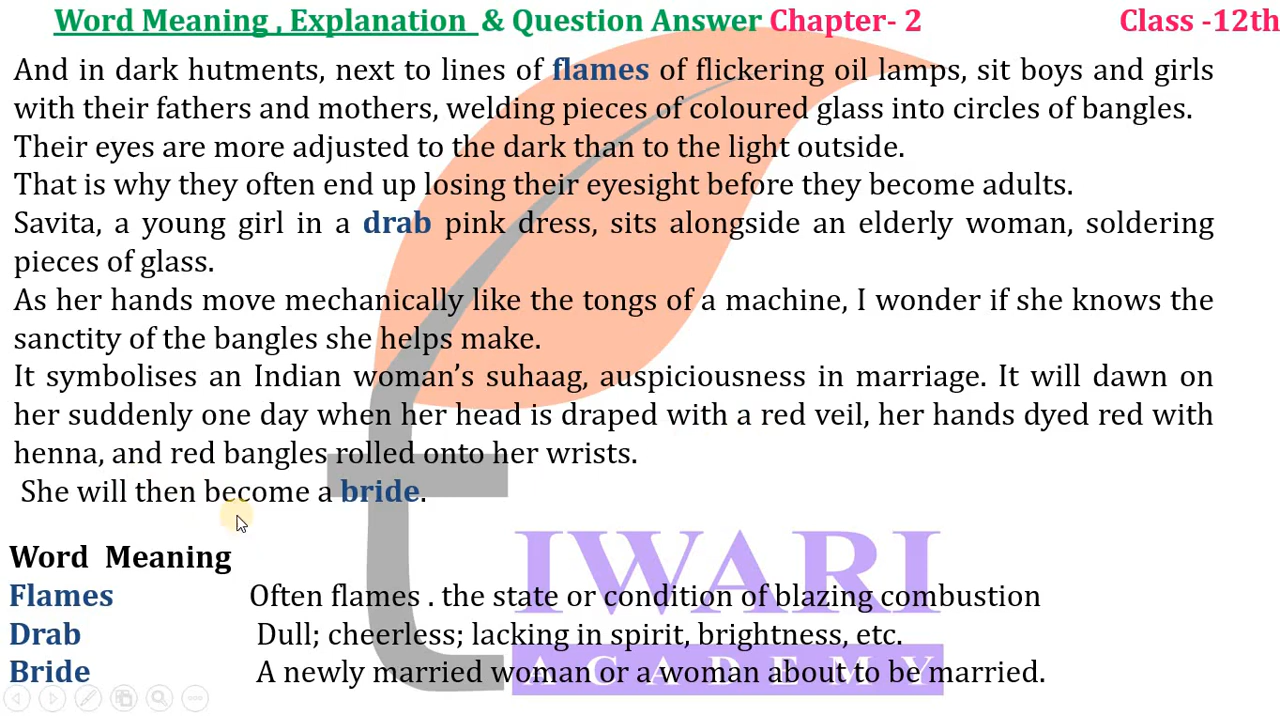 Word Meaning , Explanation & Question Answer Chapter- 2 Class -12th
And in dark hutments, next to lines of flames of flickering oil lamps, sit boys and girls
with their fathers and mothers, welding pieces of coloured glass into circles of bangles.
Their eyes are more adjusted to the dark than to the light outside.
That is why they often end up losing their eyesight before they become adults.
Savita, a young girl in a drab pink dress, sits alongside an elderly woman, soldering
pieces of glass.
As her hands move mechanically like the tongs of a machine, I wonder if she knows the
sanctity of the bangles she helps make.
It symbolises an Indian woman’s suhaag, auspiciousness in marriage. It will dawn on
her suddenly one day when her head is draped with a red veil, her hands dyed red with
henna, and red bangles rolled onto her wrists.
She will then become a bride.
IWARI
ACADEMY
Word Meaning
Flames Often flames . the state or condition of blazing combustion
Drab Dull; cheerless; lacking in spirit, brightness, etc.
Bride A newly married woman or a woman about to be married.